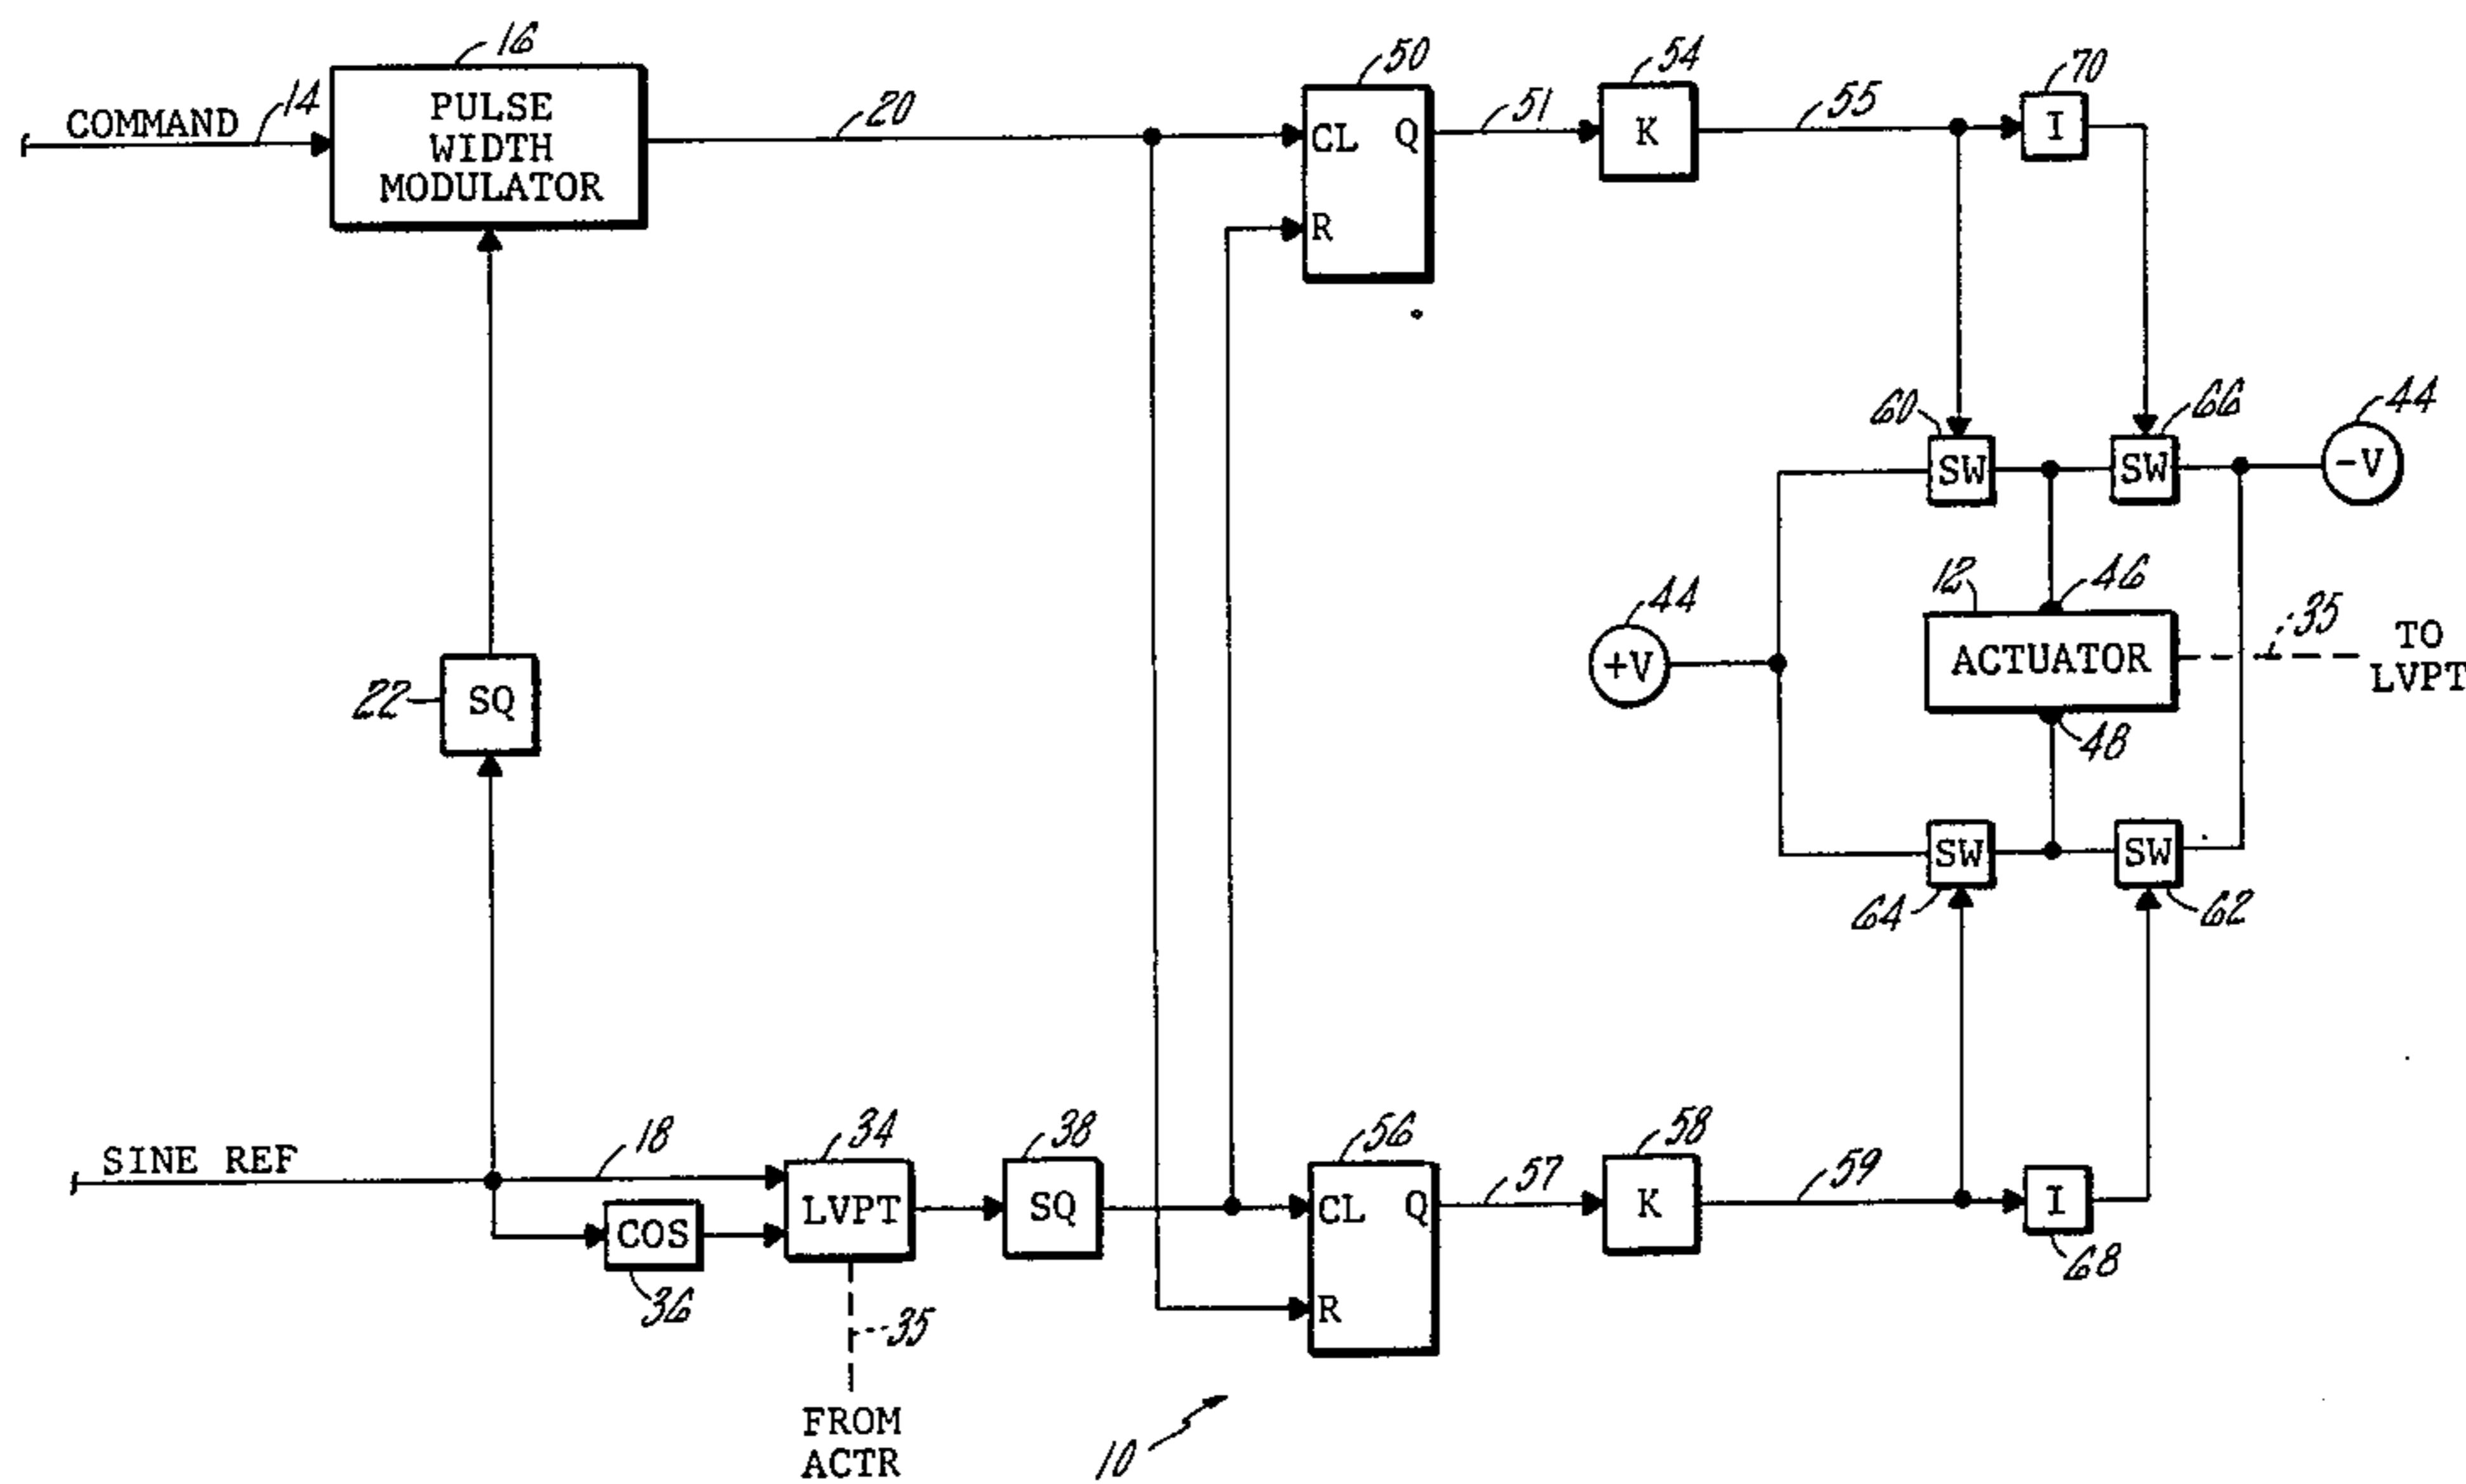 16
50
54
70
COMMAND
14
PULSE
WIDTH
MODULATOR
20
CL Q
R
51
K
55
I
60
66
44
SW
SW
-V
12
46
44
+V
ACTUATOR
35
TO
LVPT
48
22
SQ
SW
SW
64
62
SINE REF
18
34
38
56
58
LVPT
SQ
CL Q
R
57
K
59
I
68
COS
36
35
FROM
ACTR
10